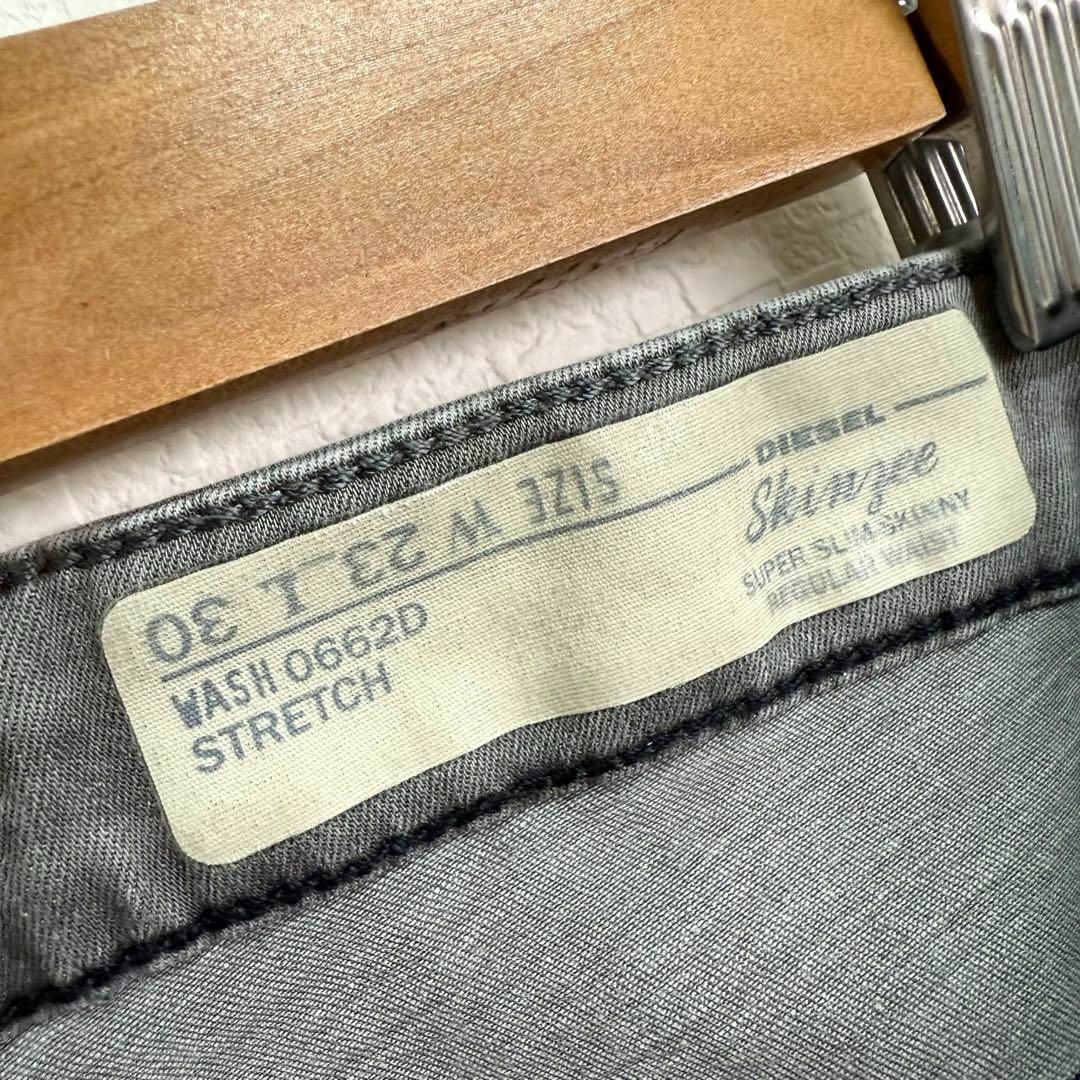 DIESEL
Skinzee
SUPER SLIM-SKINNY
REGULAR WAIST
SIZE W 23 L 30
WASH 0662D
STRETCH